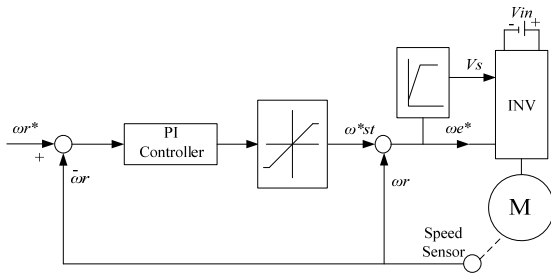 Vin
- +
Vs
INV
ωr*
+
-
ωr
PI
Controller
ω*st
ωe*
ωr
M
Speed
Sensor